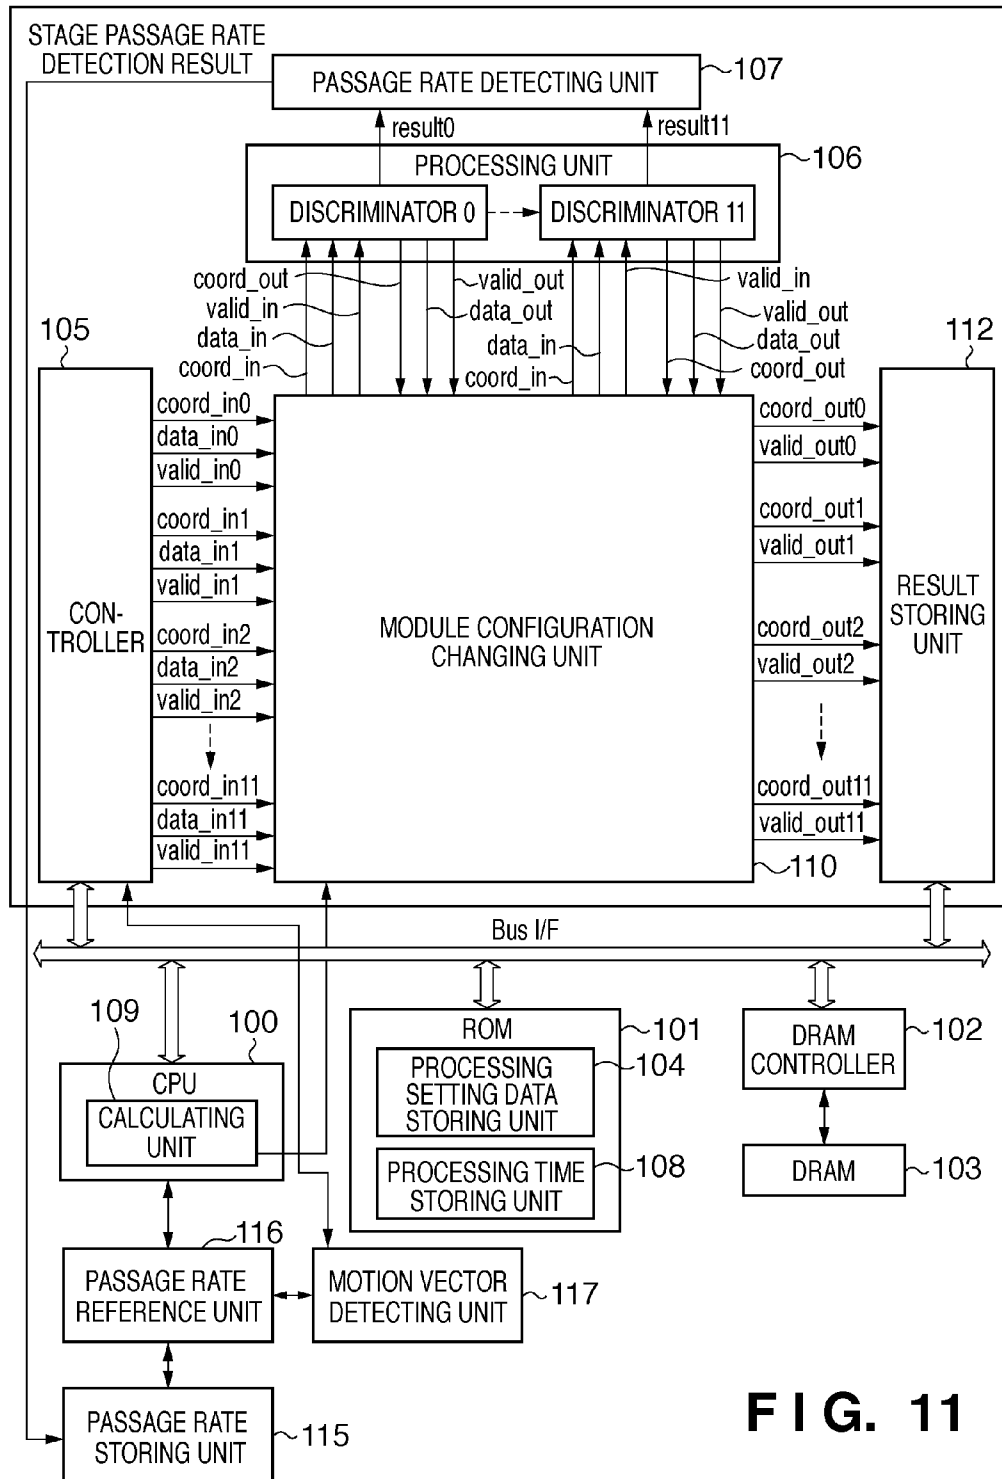 STAGE PASSAGE RATE
DETECTION RESULT
PASSAGE RATE DETECTING UNIT
107
result0
result11
PROCESSING UNIT
106
DISCRIMINATOR 0
DISCRIMINATOR 11
coord_out
valid_in
data_in
coord_in
valid_out
data_out
data_in
coord_in
valid_in
valid_out
data_out
coord_out
105
112
coord_in0
data_in0
valid_in0
coord_in1
data_in1
valid_in1
coord_in2
data_in2
valid_in2
coord_in11
data_in11
valid_in11
CON-
TROLLER
MODULE CONFIGURATION
CHANGING UNIT
110
coord_out0
valid_out0
coord_out1
valid_out1
coord_out2
valid_out2
coord_out11
valid_out11
RESULT
STORING
UNIT
Bus I/F
109
100
CPU
CALCULATING
UNIT
ROM
101
PROCESSING
SETTING DATA
STORING UNIT
104
PROCESSING TIME
STORING UNIT
108
DRAM
CONTROLLER
102
DRAM
103
116
PASSAGE RATE
REFERENCE UNIT
MOTION VECTOR
DETECTING UNIT
117
PASSAGE RATE
STORING UNIT
115
FIG. 11